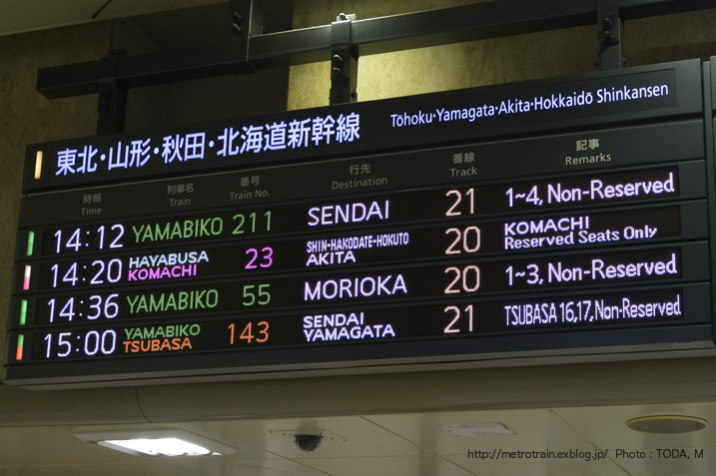 東北・山形・秋田・北海道新幹線 Tōhoku·Yamagata·Akita·Hokkaidō Shinkansen
時刻 列車名 番号 行先 番線 記事
Time Train Train No. Destination Track Remarks
14:12 YAMABIKO 211 SENDAI 21 1~4, Non-Reserved
14:20 HAYABUSA KOMACHI 23 SHIN-HAKODATE-HOKUTO AKITA 20 KOMACHI Reserved Seats Only
14:36 YAMABIKO 55 MORIOKA 20 1~3, Non-Reserved
15:00 YAMABIKO TSUBASA 143 SENDAI YAMAGATA 21 TSUBASA 16,17, Non-Reserved
http://metrotrain.exblog.jp/ Photo : TODA, M